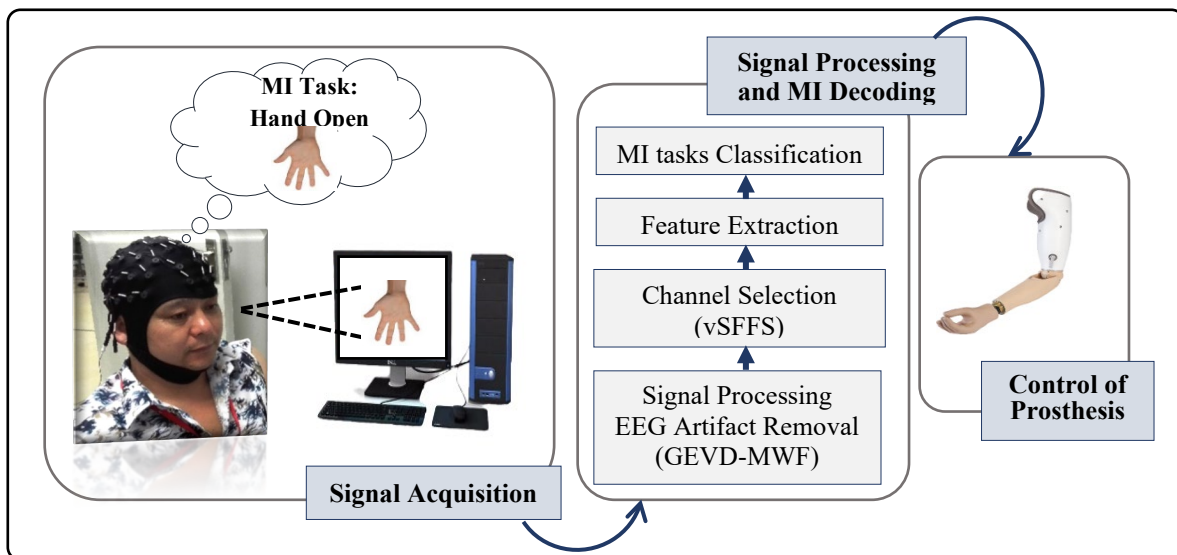 MI Task:
Hand Open
Signal Acquisition
Signal Processing
and MI Decoding
MI tasks Classification
Feature Extraction
Channel Selection
(vSFFS)
Signal Processing
EEG Artifact Removal
(GEVD-MWF)
Control of
Prosthesis